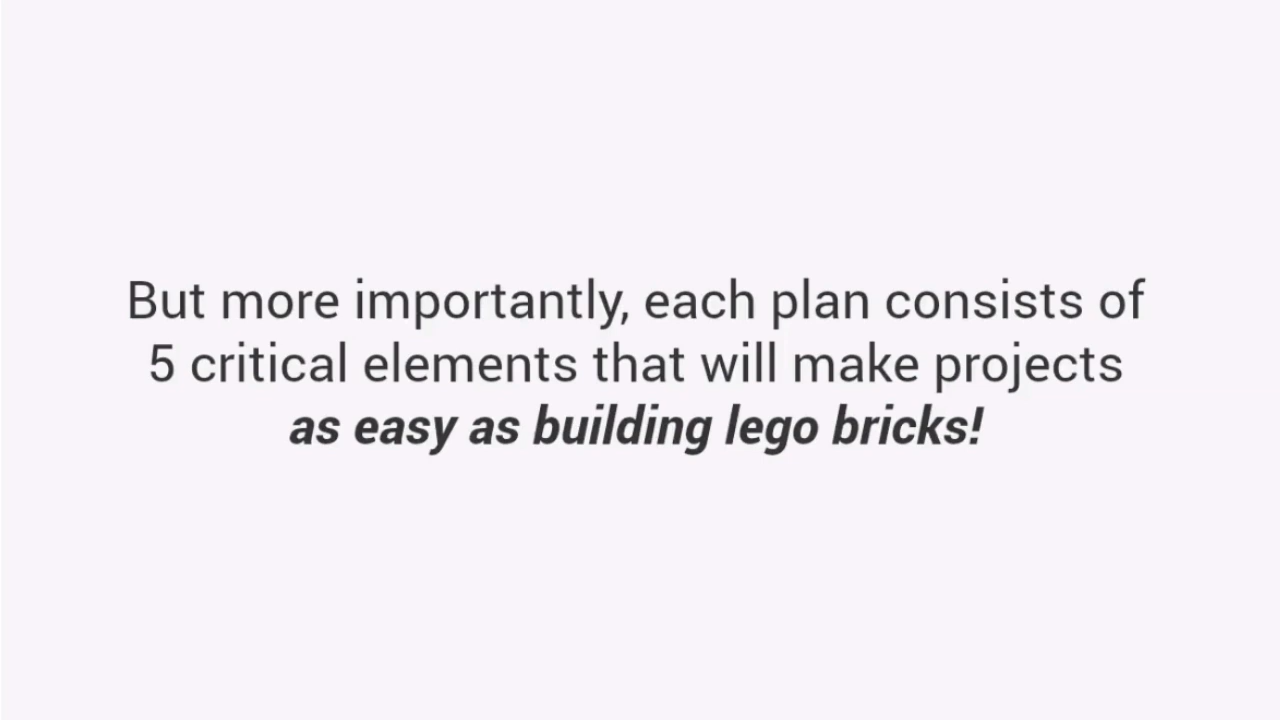 But more importantly, each plan consists of
5 critical elements that will make projects
as easy as building lego bricks!